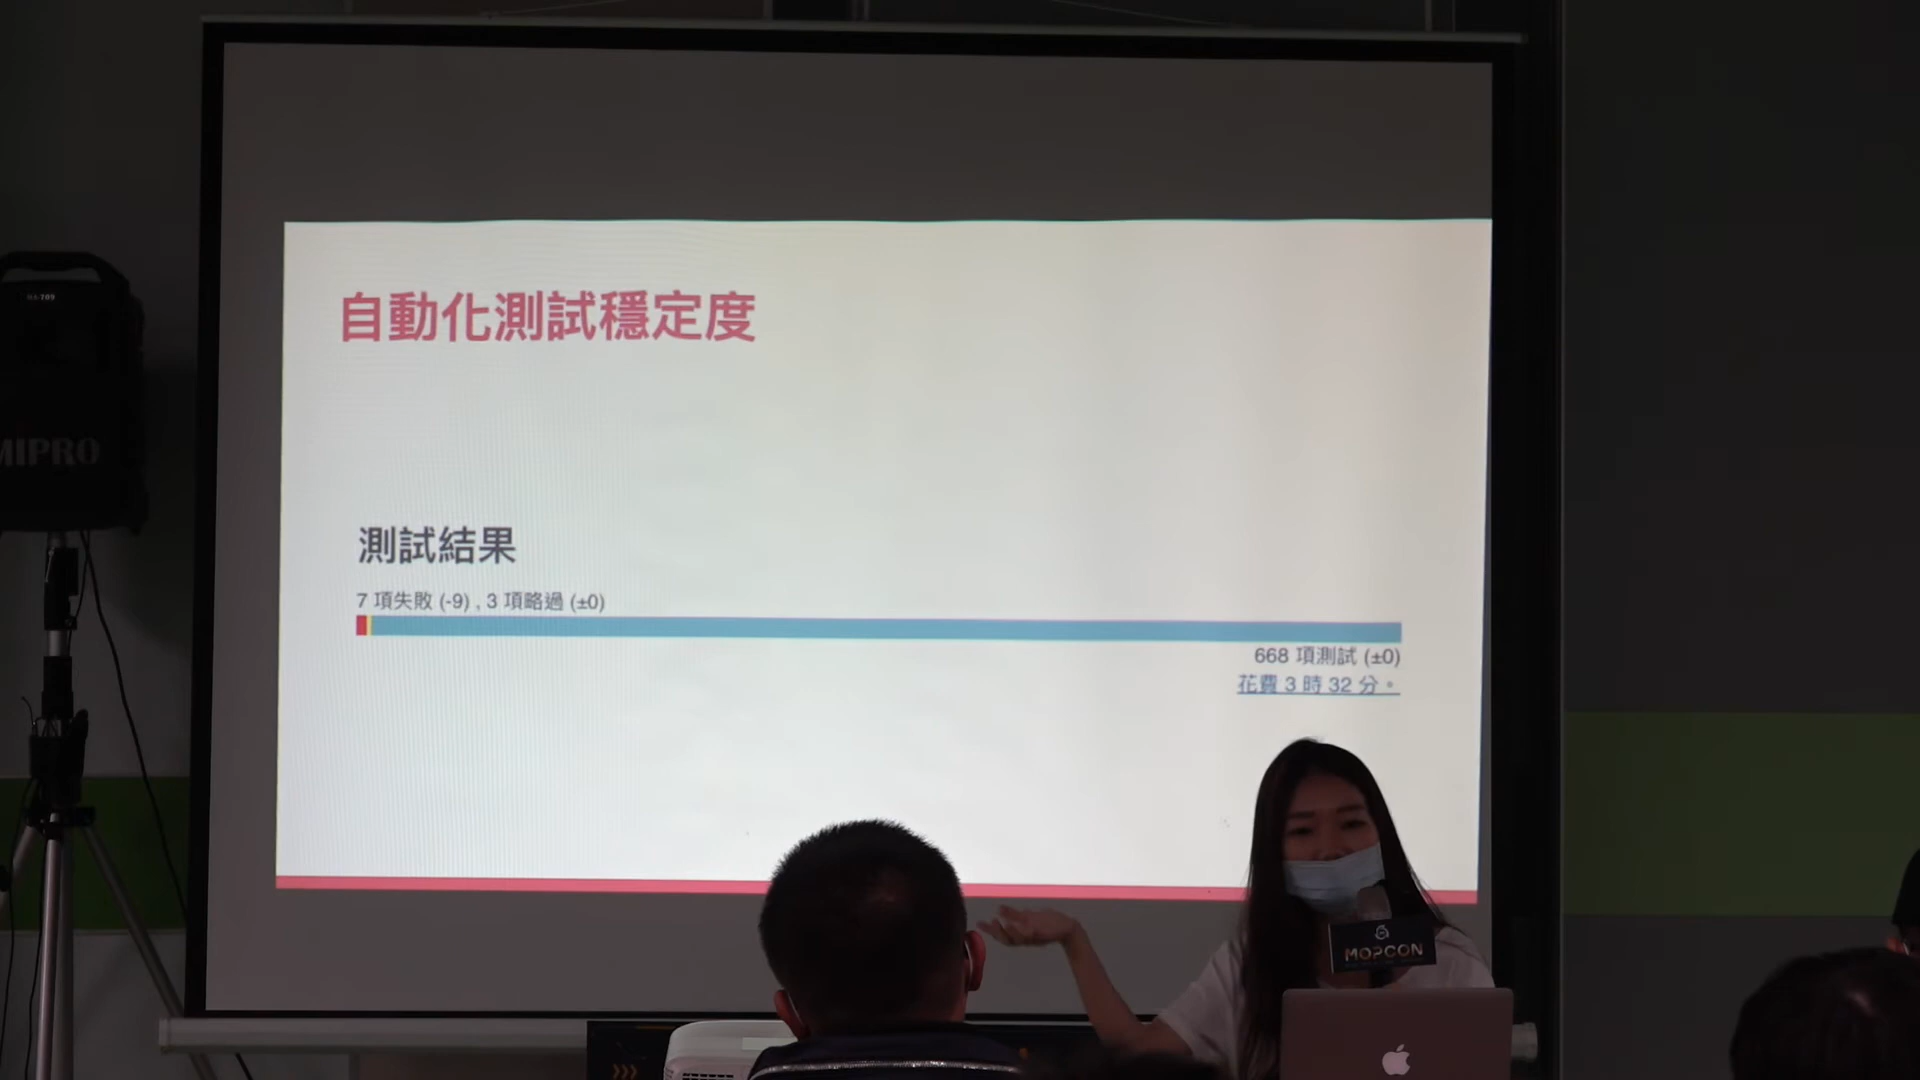 自動化測試穩定度
測試結果
7 項失敗 (-9) , 3 項略過 (±0)
668 項測試 (±0)
花費 3 時 32 分。
MIPRO
MOPCON